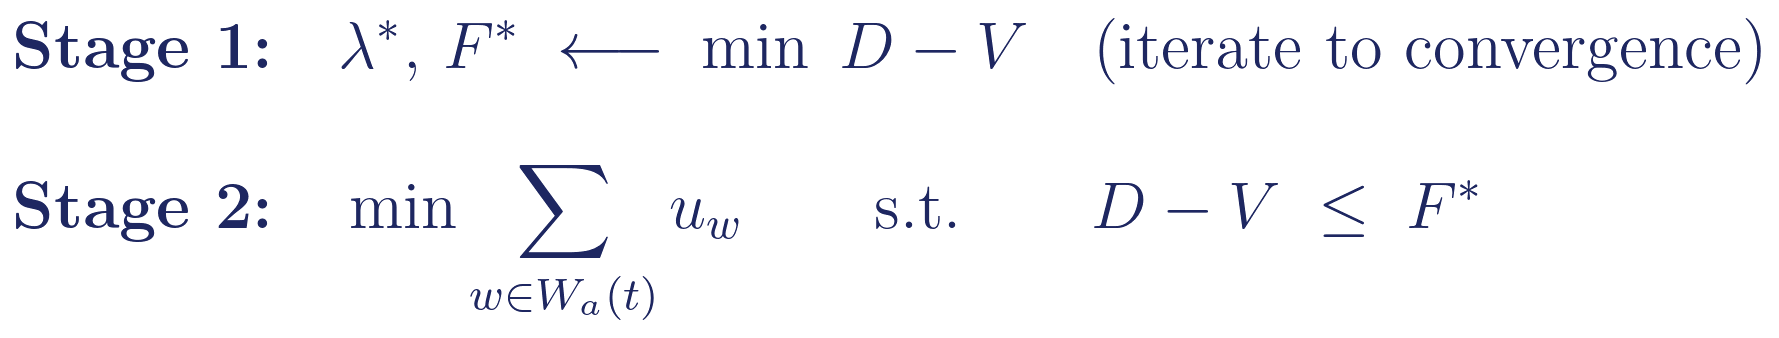 Stage 1: λ*, F* ⟵ min D − V (iterate to convergence)
Stage 2: min ∑ u_w s.t. D − V ≤ F*
w∈W_a(t)